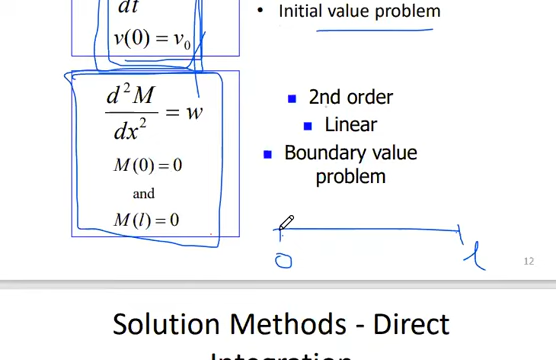 dt
• Initial value problem
v(0) = v₀
d²M
dx²
= w
M(0) = 0
and
M(l) = 0
■ 2nd order
■ Linear
■ Boundary value
problem
0
l
12
Solution Methods - Direct
Integration